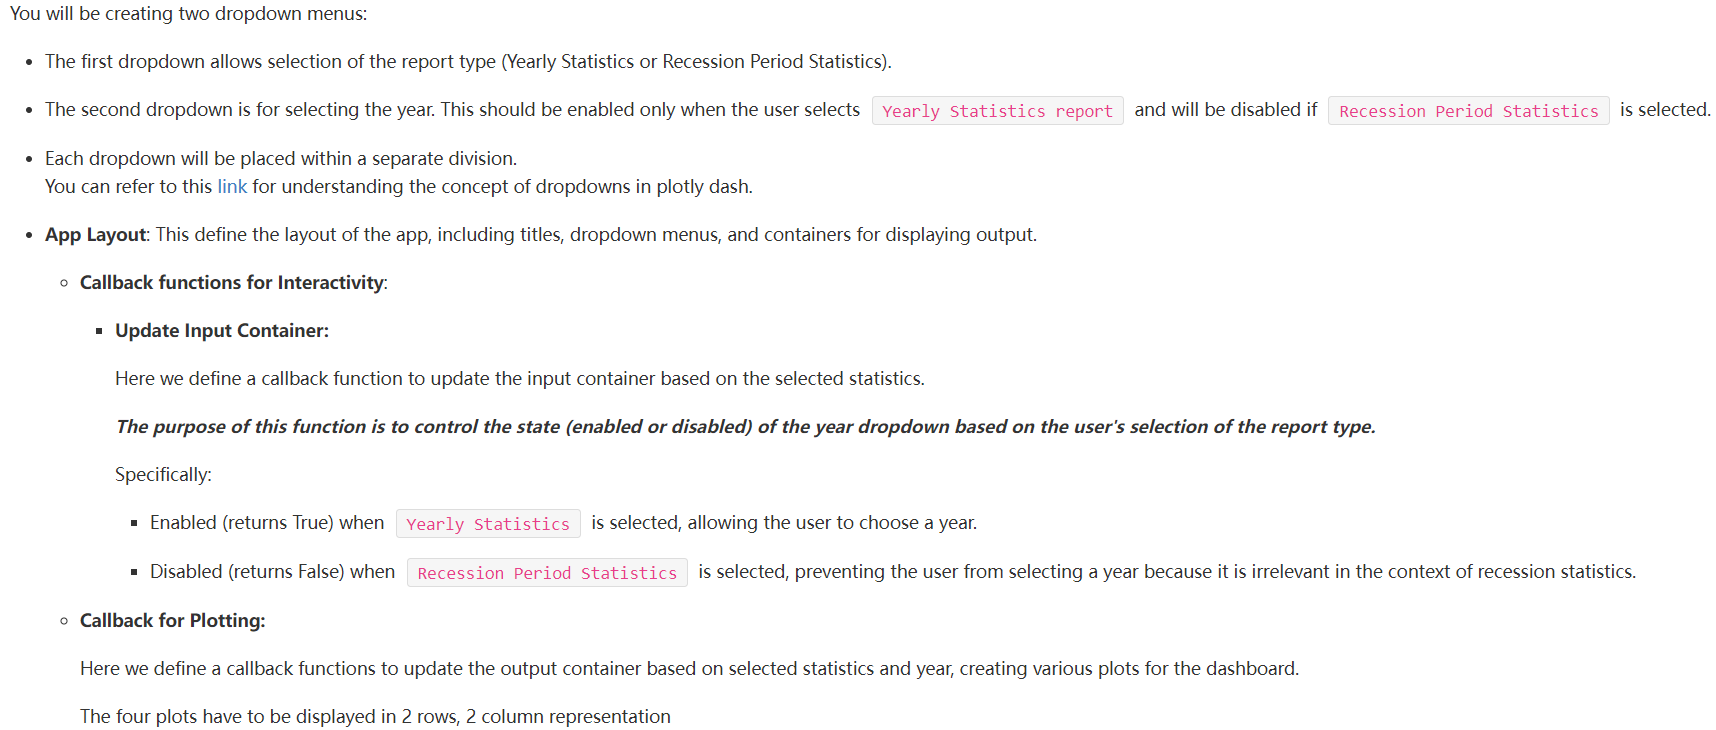 You will be creating two dropdown menus:
The first dropdown allows selection of the report type (Yearly Statistics or Recession Period Statistics).
The second dropdown is for selecting the year. This should be enabled only when the user selects Yearly Statistics report and will be disabled if Recession Period Statistics is selected.
Each dropdown will be placed within a separate division.
You can refer to this link for understanding the concept of dropdowns in plotly dash.
App Layout: This define the layout of the app, including titles, dropdown menus, and containers for displaying output.
Callback functions for Interactivity:
Update Input Container:
Here we define a callback function to update the input container based on the selected statistics.
The purpose of this function is to control the state (enabled or disabled) of the year dropdown based on the user's selection of the report type.
Specifically:
Enabled (returns True) when Yearly Statistics is selected, allowing the user to choose a year.
Disabled (returns False) when Recession Period Statistics is selected, preventing the user from selecting a year because it is irrelevant in the context of recession statistics.
Callback for Plotting:
Here we define a callback functions to update the output container based on selected statistics and year, creating various plots for the dashboard.
The four plots have to be displayed in 2 rows, 2 column representation